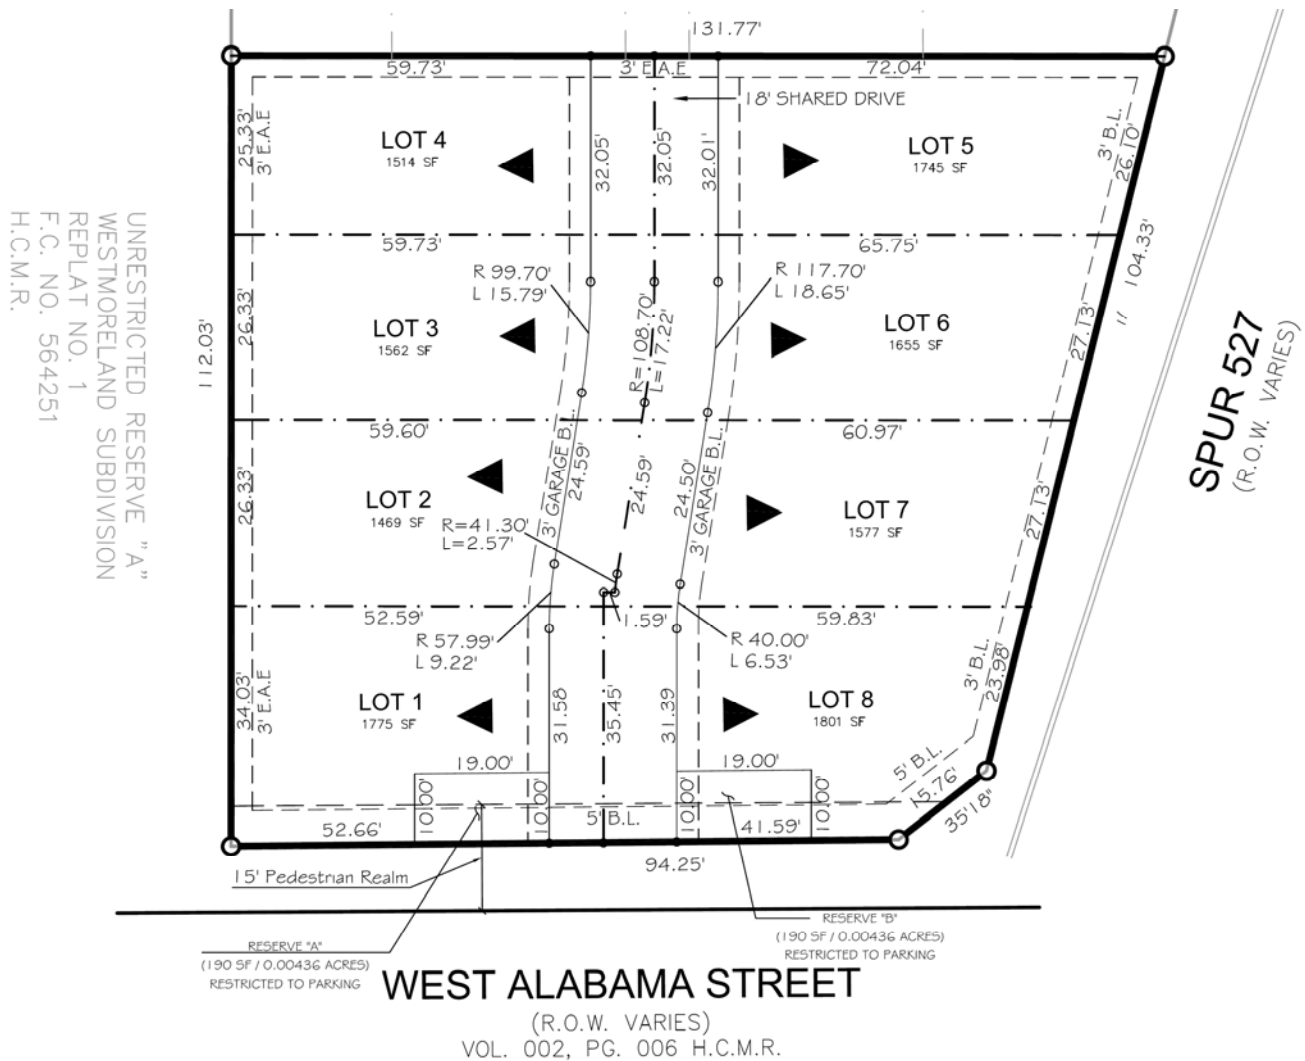 131.77'
59.73'
3' E.A.E
72.04'
18' SHARED DRIVE
25.33'
3' E.A.E
LOT 4
1514 SF
32.05'
32.05'
32.01'
LOT 5
1745 SF
3' B.L.
26.10'
59.73'
65.75'
104.33'
"
R 99.70'
L 15.79'
R 117.70'
L 18.65'
R=108.70'
L=17.22'
26.33'
LOT 3
1562 SF
LOT 6
1655 SF
27.13'
112.03'
UNRESTRICTED RESERVE "A"
WESTMORELAND SUBDIVISION
REPLAT NO. 1
F.C. NO. 564251
H.C.M.R.
SPUR 527
(R.O.W. VARIES)
59.60'
60.97'
3' GARAGE B.L.
24.59'
24.59'
24.50'
3' GARAGE B.L.
26.33'
LOT 2
1469 SF
LOT 7
1577 SF
27.13'
R=41.30'
L=2.57'
52.59'
1.59'
59.83'
R 57.99'
L 9.22'
R 40.00'
L 6.53'
34.03'
3' E.A.E
LOT 1
1775 SF
31.58
35.45'
31.39
LOT 8
1801 SF
3' B.L.
23.98'
19.00'
19.00'
5' B.L.
15.76'
35'18"
10.00'
10.00'
10.00'
10.00'
52.66'
5' B.L.
41.59'
94.25'
15' Pedestrian Realm
RESERVE "A"
(190 SF / 0.00436 ACRES)
RESTRICTED TO PARKING
RESERVE "B"
(190 SF / 0.00436 ACRES)
RESTRICTED TO PARKING
WEST ALABAMA STREET
(R.O.W. VARIES)
VOL. 002, PG. 006 H.C.M.R.